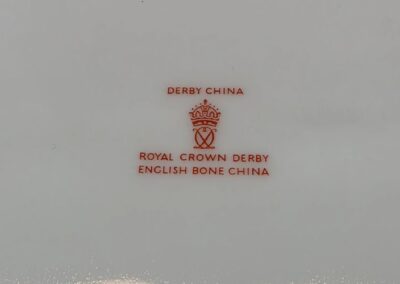 DERBY CHINA
ROYAL CROWN DERBY
ENGLISH BONE CHINA